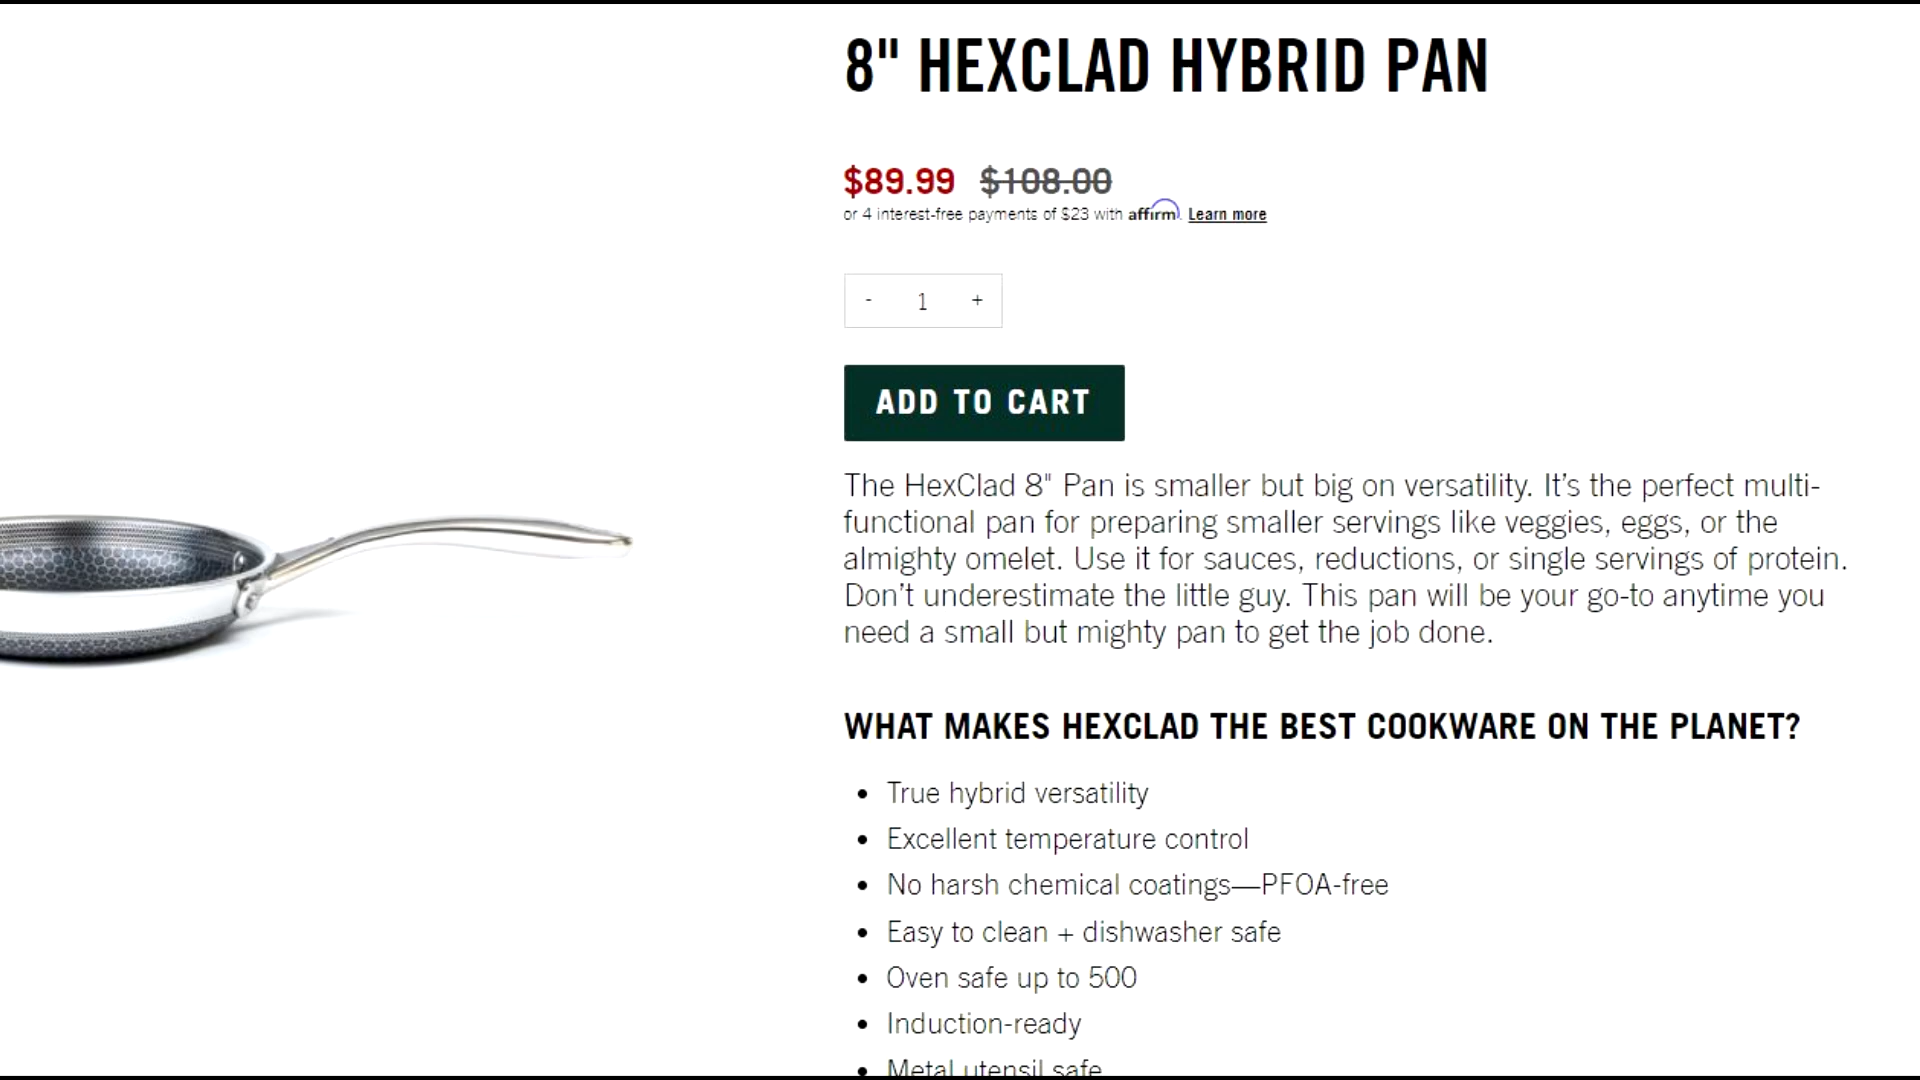 8" HEXCLAD HYBRID PAN
$89.99 $108.00
or 4 interest-free payments of $23 with affirm. Learn more
- 1 +
ADD TO CART
The HexClad 8" Pan is smaller but big on versatility. It's the perfect multi-
functional pan for preparing smaller servings like veggies, eggs, or the
almighty omelet. Use it for sauces, reductions, or single servings of protein.
Don't underestimate the little guy. This pan will be your go-to anytime you
need a small but mighty pan to get the job done.
WHAT MAKES HEXCLAD THE BEST COOKWARE ON THE PLANET?
• True hybrid versatility
• Excellent temperature control
• No harsh chemical coatings—PFOA-free
• Easy to clean + dishwasher safe
• Oven safe up to 500
• Induction-ready
• Metal utensil safe